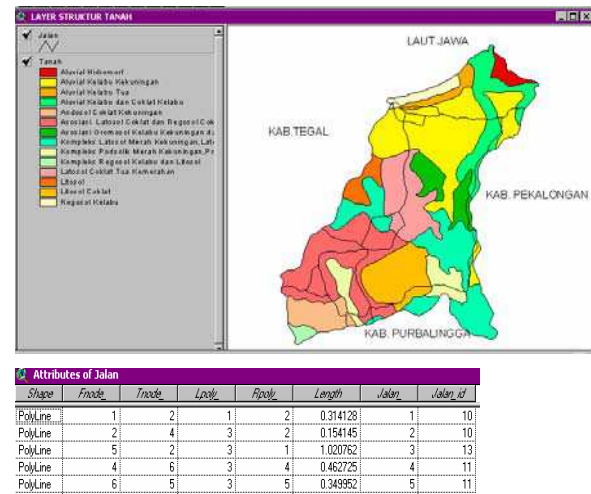 LAYER STRUKTUR TANAH
Jalan
Tanah
Aluvial Hidromorf
Aluvial Kelabu Kekuningan
Aluvial Kelabu Tua
Aluvial Kelabu dan Coklat Kelabu
Andosol Coklat Kekuningan
Asosiasi Latosol Coklat dan Regosol Cok
Asosiasi Gromosol Kelabu Kekuningan d
Kompleks Latosol Merah Kekuningan, Lat
Kompleks Podsolik Merah Kekuningan, P
Kompleks Regosol Kelabu dan Litosol
Latosol Coklat Tua Kemerahan
Litosol
Litosol Coklat
Regosol Kelabu
LAUT JAWA
KAB.TEGAL
KAB. PEKALONGAN
KAB. PURBALINGGA
Attributes of Jalan
Shape Fnode_ Tnode_ Lpoly_ Rpoly_ Length Jalan_ Jalan_id
PolyLine 1 2 1 2 0.314128 1 10
PolyLine 2 4 3 2 0.154145 2 10
PolyLine 5 2 3 1 1.020762 3 13
PolyLine 4 6 3 4 0.462725 4 11
PolyLine 6 5 3 5 0.349952 5 11